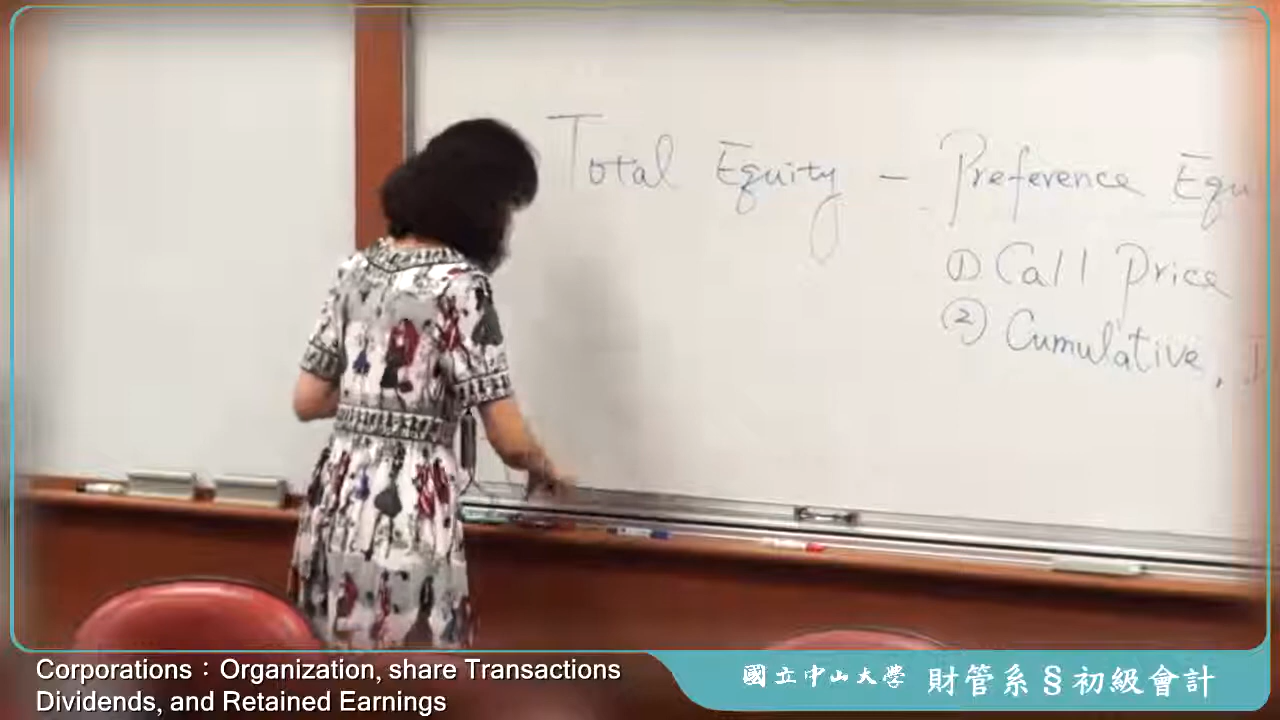 Total Equity - Preference Equ
① Call Price
② Cumulative,
Corporations：Organization, share Transactions
Dividends, and Retained Earnings
國立中山大學 財管系§初級會計